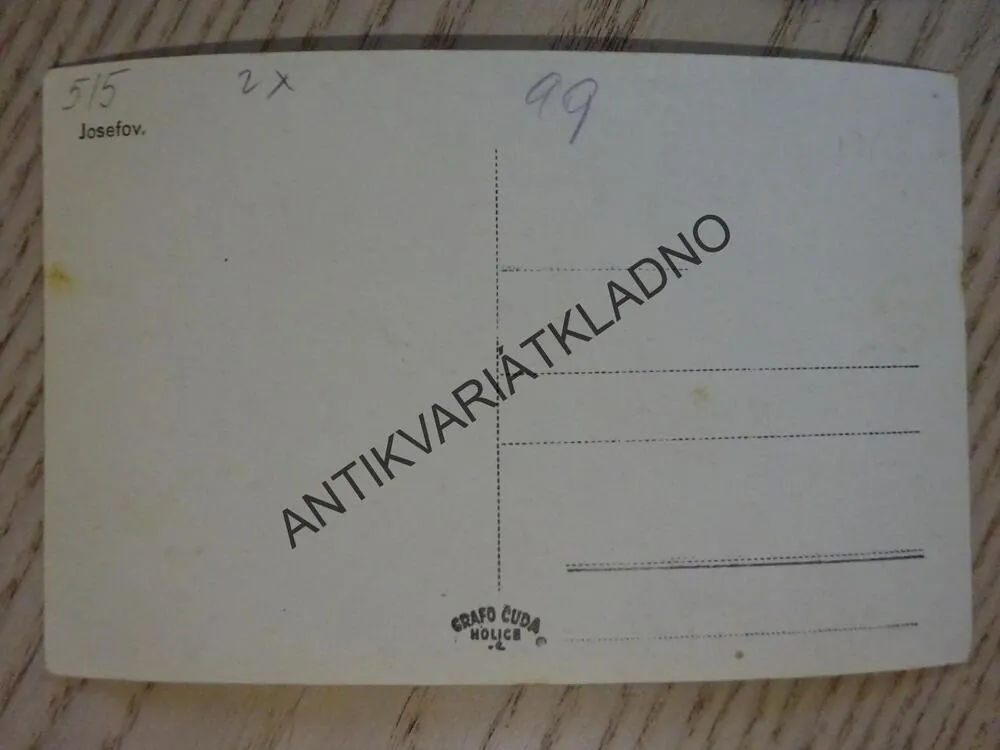 515 2x 99
Josefov.
ANTIKVARIÁTKLADNO
GRAFO ČUDA
HOLICE